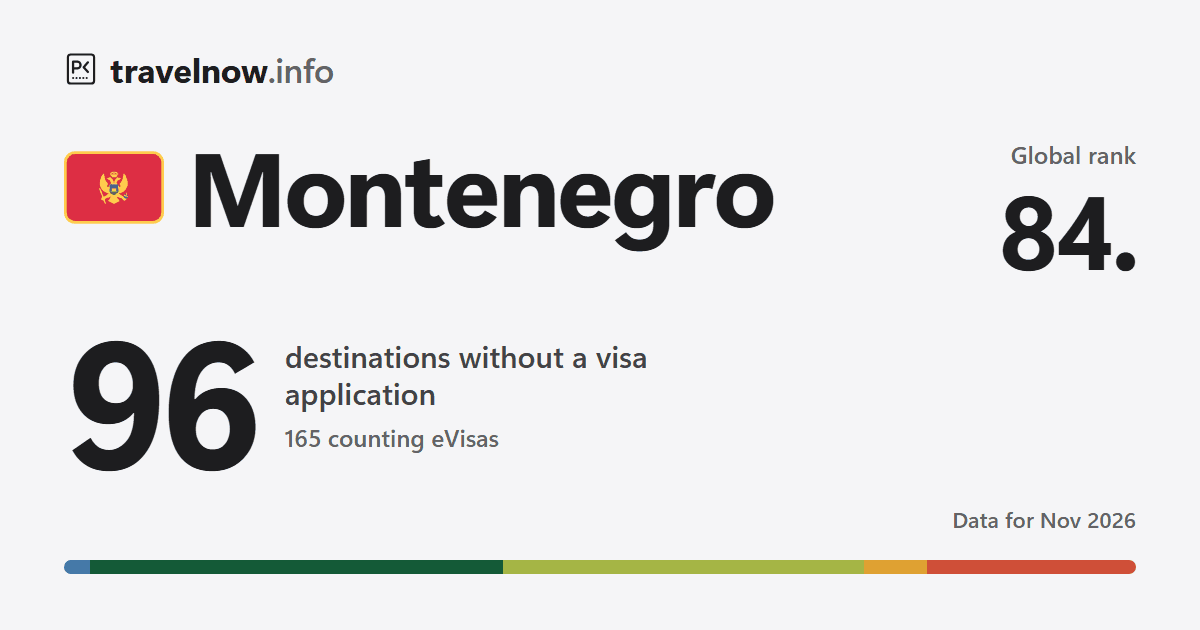 PK
travelnow.info
Montenegro
Global rank
84.
96
destinations without a visa
application
165 counting eVisas
Data for Nov 2026